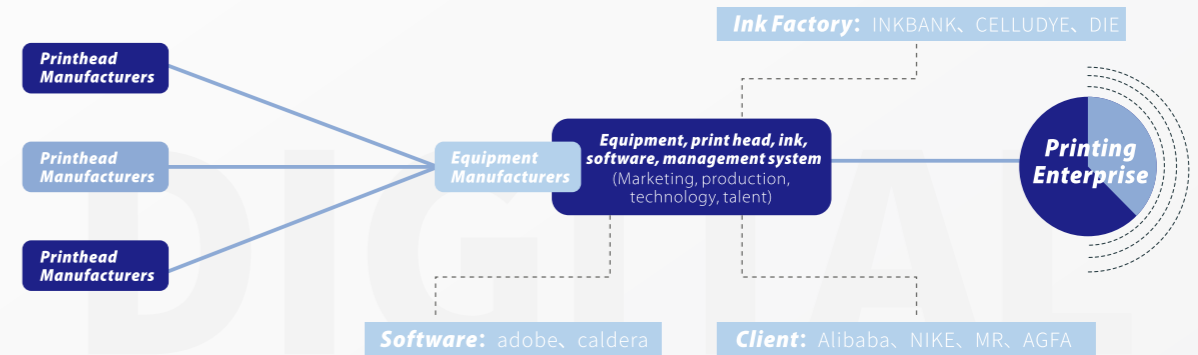 Ink Factory: INKBANK、CELLUDYE、DIE
Printhead
Manufacturers
Printhead
Manufacturers
Printhead
Manufacturers
Equipment
Manufacturers
Equipment, print head, ink,
software, management system
(Marketing, production,
technology, talent)
Printing
Enterprise
Software: adobe、caldera
Client: Alibaba、NIKE、MR、AGFA
DIGITAL